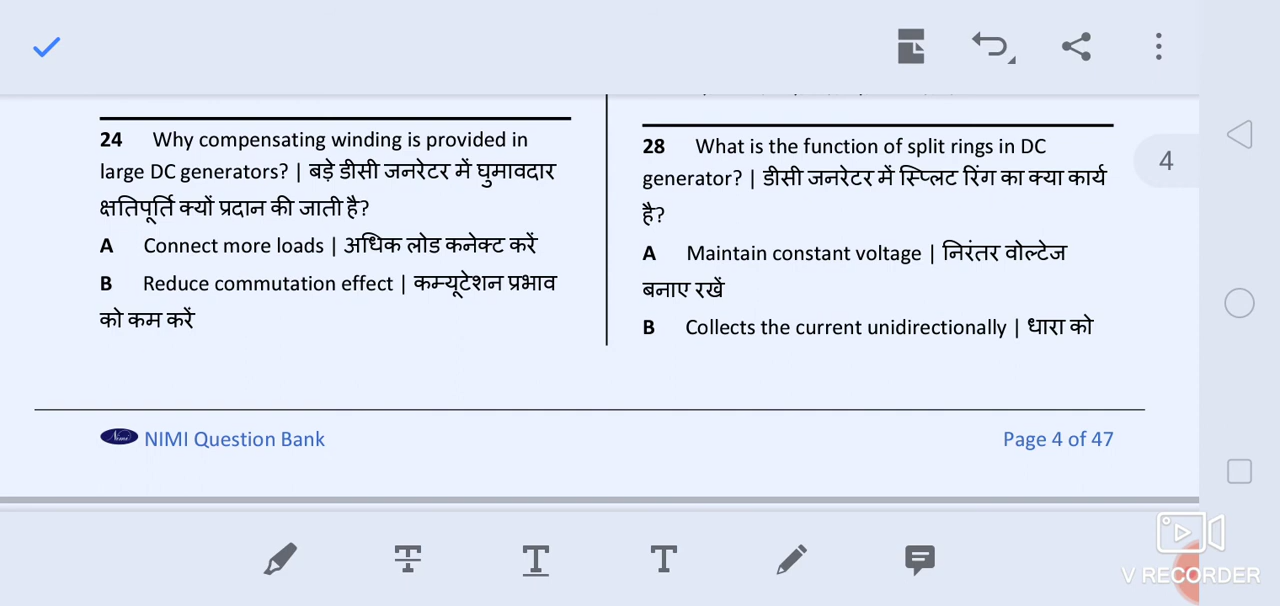 24 Why compensating winding is provided in
large DC generators? | बड़े डीसी जनरेटर में घुमावदार
क्षतिपूर्ति क्यों प्रदान की जाती है?
A Connect more loads | अधिक लोड कनेक्ट करें
B Reduce commutation effect | कम्यूटेशन प्रभाव
को कम करें
28 What is the function of split rings in DC
generator? | डीसी जनरेटर में स्प्लिट रिंग का क्या कार्य
है?
A Maintain constant voltage | निरंतर वोल्टेज
बनाए रखें
B Collects the current unidirectionally | धारा को
4
Nimi NIMI Question Bank
Page 4 of 47
V RECORDER